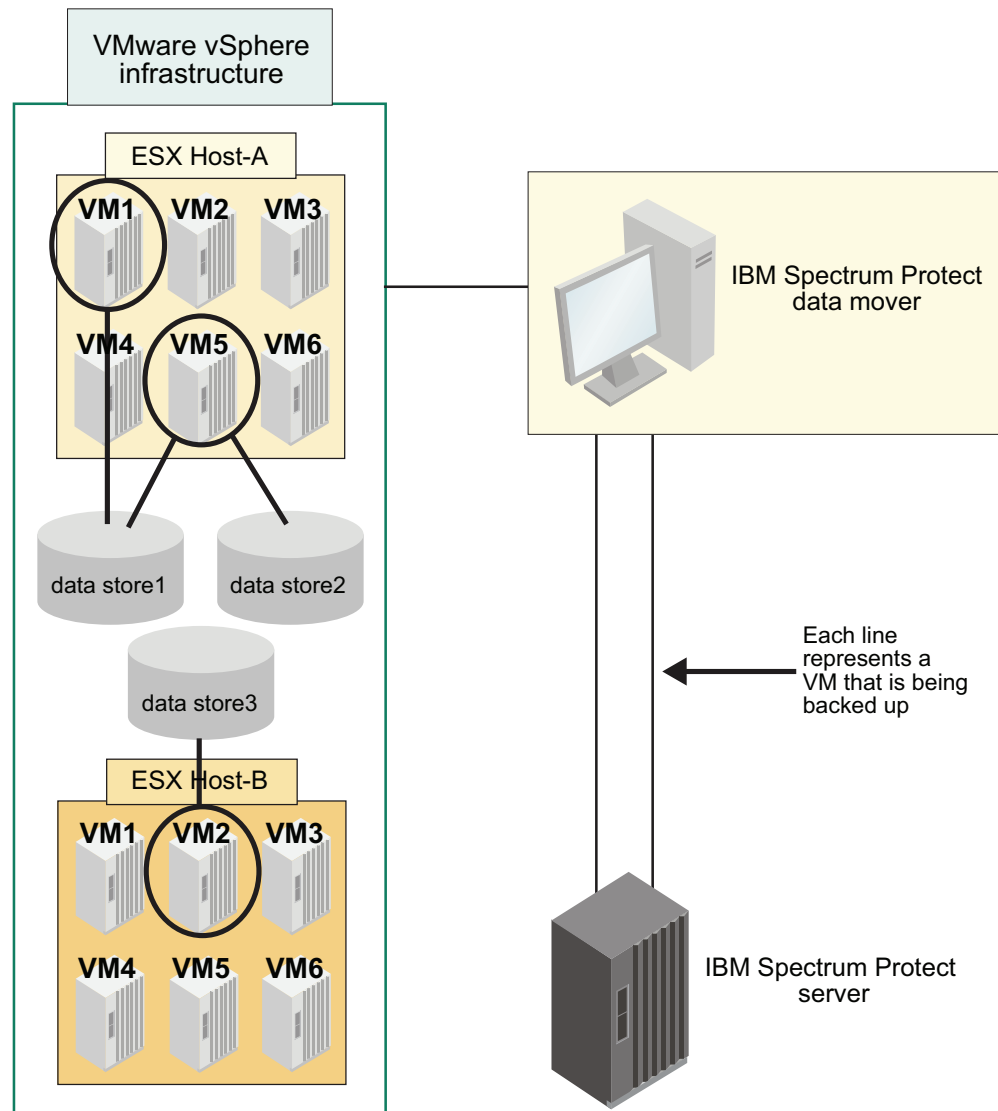 VMware vSphere
infrastructure
ESX Host-A
VM1 VM2 VM3
VM4 VM5 VM6
data store1
data store2
data store3
ESX Host-B
VM1 VM2 VM3
VM4 VM5 VM6
IBM Spectrum Protect
data mover
Each line
represents a
VM that is being
backed up
IBM Spectrum Protect
server